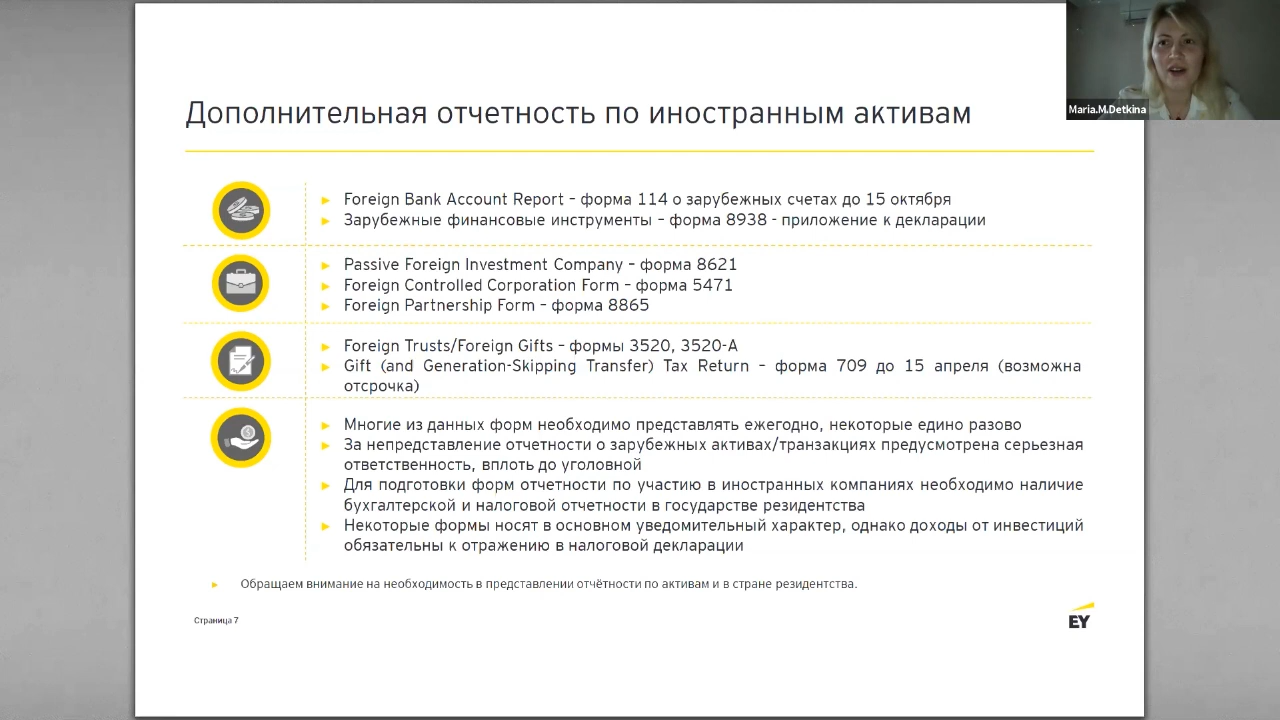 Maria.M.Detkina
Дополнительная отчетность по иностранным активам
► Foreign Bank Account Report – форма 114 о зарубежных счетах до 15 октября
► Зарубежные финансовые инструменты – форма 8938 - приложение к декларации
► Passive Foreign Investment Company – форма 8621
► Foreign Controlled Corporation Form – форма 5471
► Foreign Partnership Form – форма 8865
► Foreign Trusts/Foreign Gifts – формы 3520, 3520-A
► Gift (and Generation-Skipping Transfer) Tax Return – форма 709 до 15 апреля (возможна
отсрочка)
► Многие из данных форм необходимо представлять ежегодно, некоторые едино разово
► За непредставление отчетности о зарубежных активах/транзакциях предусмотрена серьезная
ответственность, вплоть до уголовной
► Для подготовки форм отчетности по участию в иностранных компаниях необходимо наличие
бухгалтерской и налоговой отчетности в государстве резидентства
► Некоторые формы носят в основном уведомительный характер, однако доходы от инвестиций
обязательны к отражению в налоговой декларации
► Обращаем внимание на необходимость в представлении отчётности по активам и в стране резидентства.
Страница 7
EY